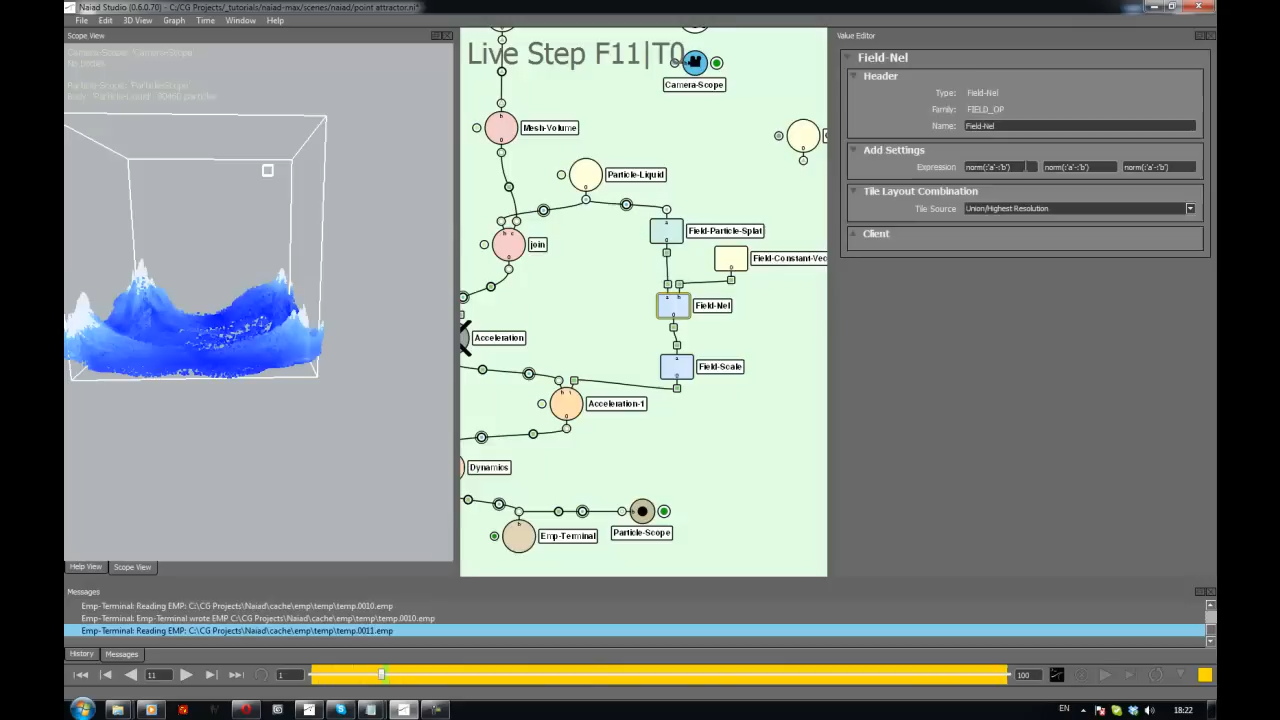 Naiad Studio (0.6.0.70) - C:/CG Projects/_tutorials/naiad-max/scenes/naiad/point attractor.ni*
File Edit 3D View Graph Time Window Help
Scope View
Value Editor
Live Step F11|T0
Camera-Scope
Mesh-Volume
Particle-Liquid
Field-Particle-Splat
join
Field-Constant-Vec
Field-Nel
Acceleration
Field-Scale
Acceleration-1
Dynamics
Emp-Terminal
Particle-Scope
Field-Nel
Header
Type: Field-Nel
Family: FIELD_OP
Name: Field-Nel
Add Settings
Expression norm(:'a'-:'b') norm(:'a'-:'b') norm(:'a'-:'b')
Tile Layout Combination
Tile Source Union/Highest Resolution
Client
Help View Scope View
Messages
Emp-Terminal: Reading EMP: C:\CG Projects\Naiad\cache\emp\temp\temp.0010.emp
Emp-Terminal: Emp-Terminal wrote EMP C:\CG Projects\Naiad\cache\emp\temp\temp.0010.emp
Emp-Terminal: Reading EMP: C:\CG Projects\Naiad\cache\emp\temp\temp.0011.emp
History Messages
11 1 100
EN 18:22